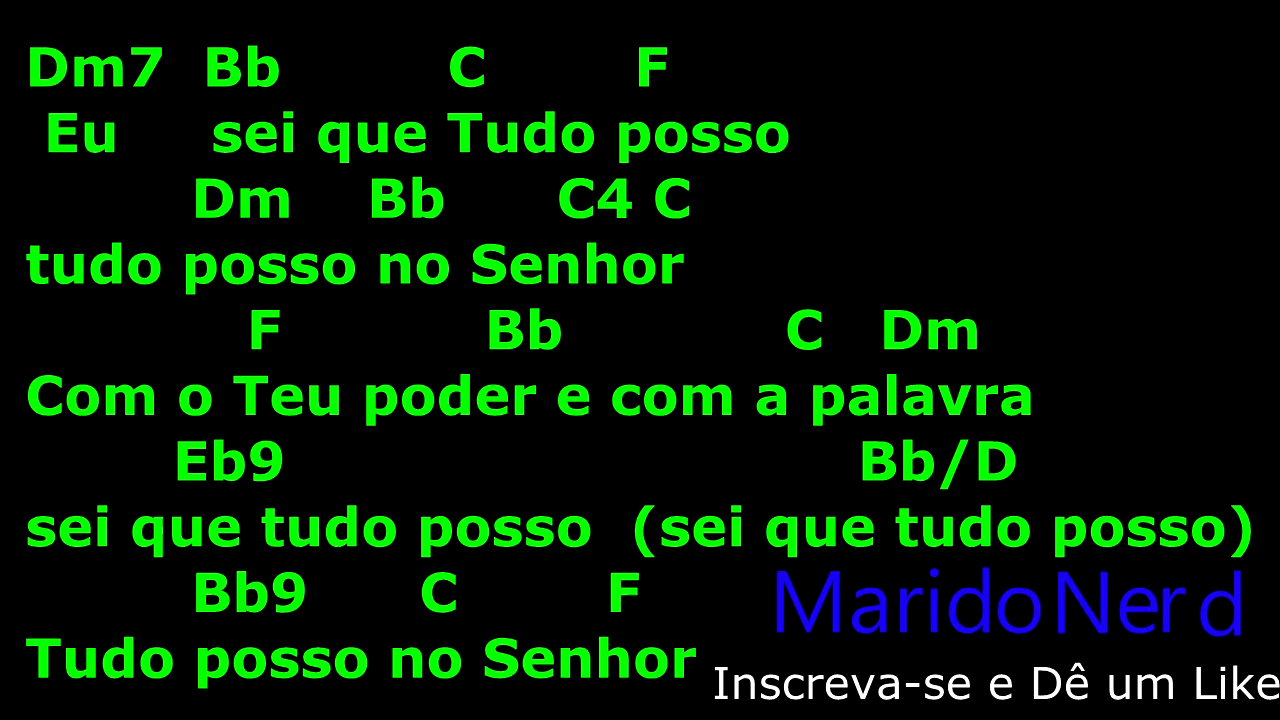 Dm7 Bb C F
Eu sei que Tudo posso
Dm Bb C4 C
tudo posso no Senhor
F Bb C Dm
Com o Teu poder e com a palavra
Eb9 Bb/D
sei que tudo posso (sei que tudo posso)
Bb9 C F
Tudo posso no Senhor
MaridoNerd
Inscreva-se e Dê um Like